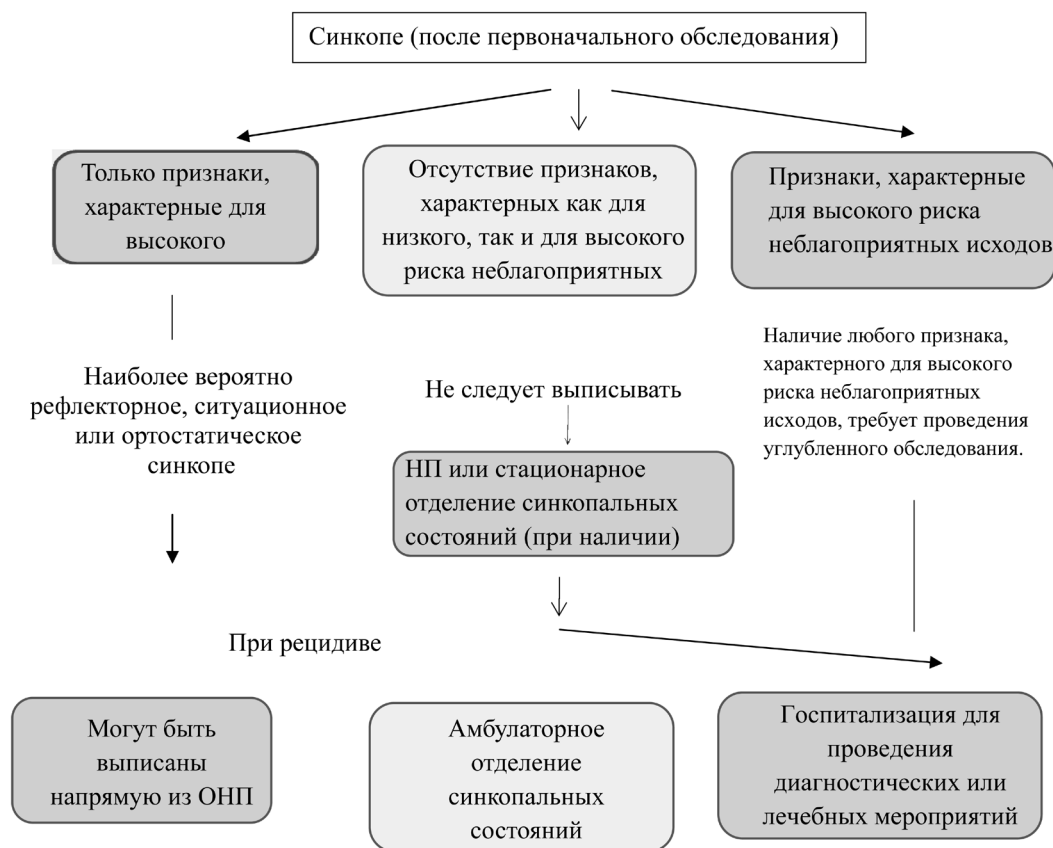 Синкопе (после первоначального обследования)
Только признаки,
характерные для
высокого
Отсутствие признаков,
характерных как для
низкого, так и для высокого
риска неблагоприятных
Признаки, характерные
для высокого риска
неблагоприятных исходов
Наиболее вероятно
рефлекторное, ситуационное
или ортостатическое
синкопе
Не следует выписывать
Наличие любого признака,
характерного для высокого
риска неблагоприятных
исходов, требует проведения
углубленного обследования.
НП или стационарное
отделение синкопальных
состояний (при наличии)
При рецидиве
Могут быть
выписаны
напрямую из ОНП
Амбулаторное
отделение
синкопальных
состояний
Госпитализация для
проведения
диагностических или
лечебных мероприятий